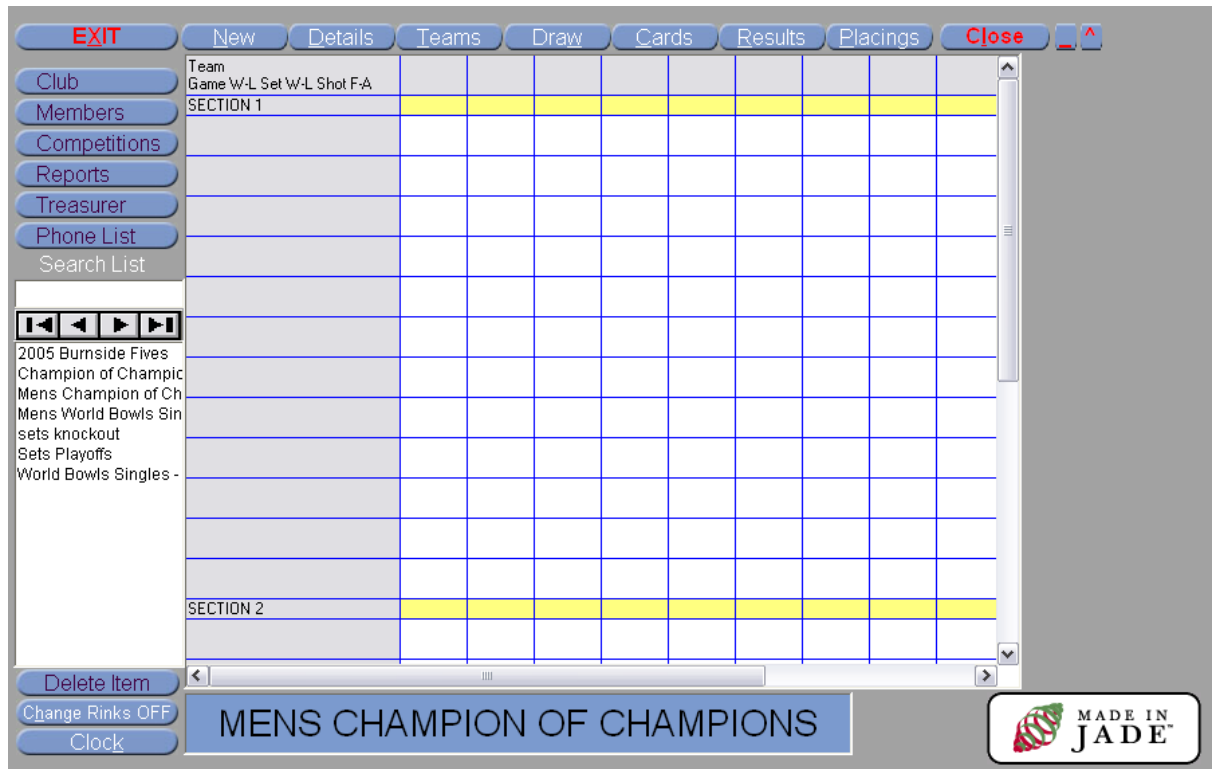 EXIT
New
Details
Teams
Draw
Cards
Results
Placings
Close
_
^
Club
Members
Competitions
Reports
Treasurer
Phone List
Search List
2005 Burnside Fives
Champion of Champic
Mens Champion of Ch
Mens World Bowls Sin
sets knockout
Sets Playoffs
World Bowls Singles -
Delete Item
Change Rinks OFF
Clock
Team
Game W-L Set W-L Shot F-A
SECTION 1
SECTION 2
MENS CHAMPION OF CHAMPIONS
MADE IN
JADE™